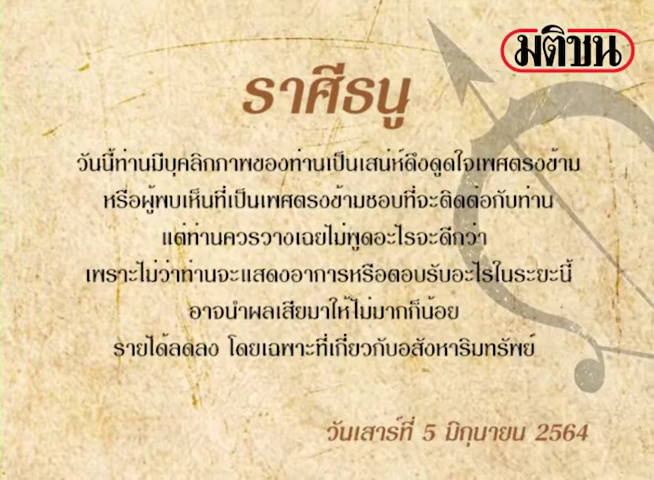 มติชน
ราศีธนู
วันนี้ท่านมีบุคลิกภาพของท่านเป็นเสน่ห์ดึงดูดใจเพศตรงข้าม
หรือผู้พบเห็นที่เป็นเพศตรงข้ามชอบที่จะติดต่อกับท่าน
แต่ท่านควรวางเฉยไม่พูดอะไรจะดีกว่า
เพราะไม่ว่าท่านจะแสดงอาการหรือตอบรับอะไรในระยะนี้
อาจนำผลเสียมาให้ไม่มากก็น้อย
รายได้ลดลง โดยเฉพาะที่เกี่ยวกับอสังหาริมทรัพย์
วันเสาร์ที่ 5 มิถุนายน 2564